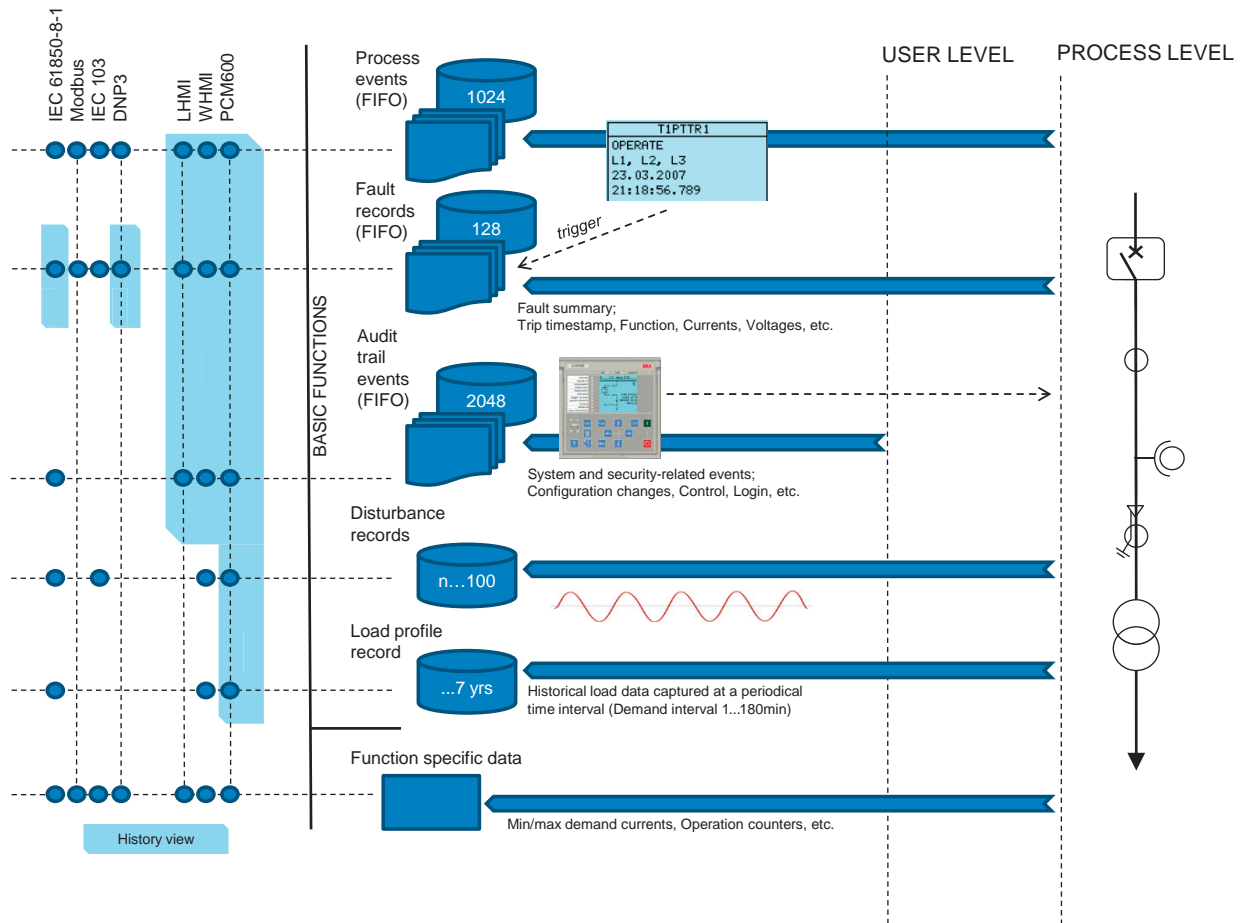 IEC 61850-8-1
Modbus
IEC 103
DNP3
LHMI
WHMI
PCM600
USER LEVEL
PROCESS LEVEL
BASIC FUNCTIONS
Process
events
(FIFO)
1024
T1PTTR1
OPERATE
L1, L2, L3
23.03.2007
21:18:56.789
Fault
records
(FIFO)
128
trigger
Fault summary;
Trip timestamp, Function, Currents, Voltages, etc.
Audit
trail
events
(FIFO)
2048
System and security-related events;
Configuration changes, Control, Login, etc.
Disturbance
records
n…100
Load profile
record
...7 yrs
Historical load data captured at a periodical
time interval (Demand interval 1...180min)
Function specific data
Min/max demand currents, Operation counters, etc.
History view